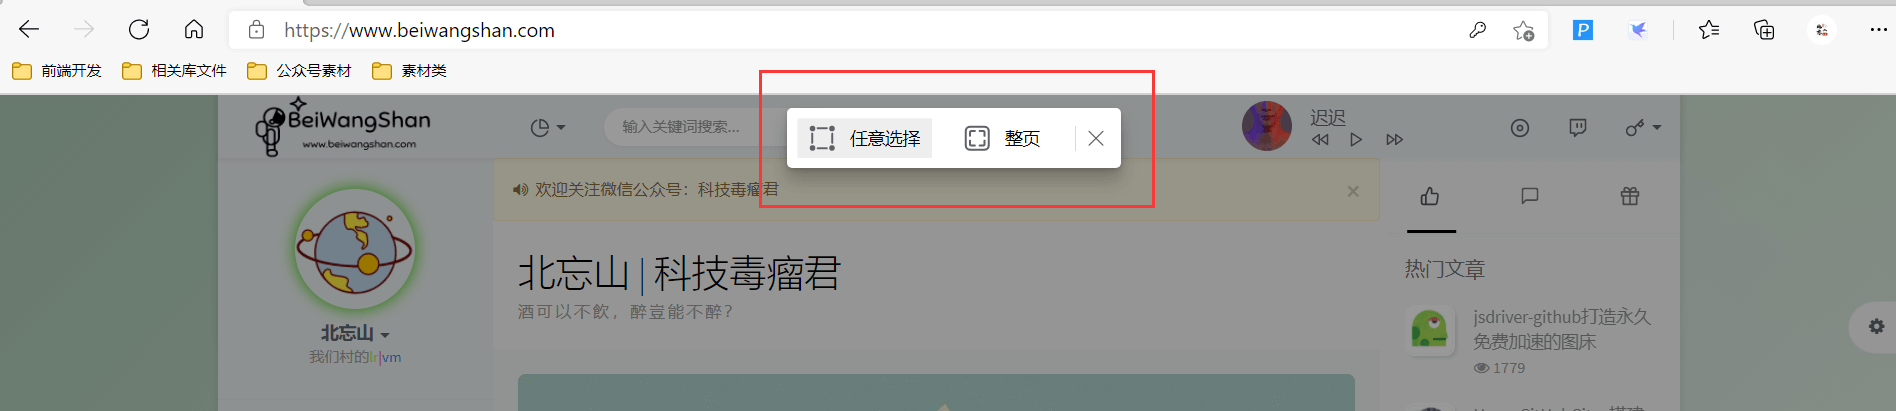 https://www.beiwangshan.com
前端开发 相关库文件 公众号素材 素材类
BeiWangShan
www.beiwangshan.com
输入关键词搜索...
任意选择 整页
迟迟
欢迎关注微信公众号：科技毒瘤君
北忘山 | 科技毒瘤君
酒可以不飲，醉豈能不醉？
北忘山
我们村的lr|vm
热门文章
jsdriver-github打造永久
免费加速的图床
1779